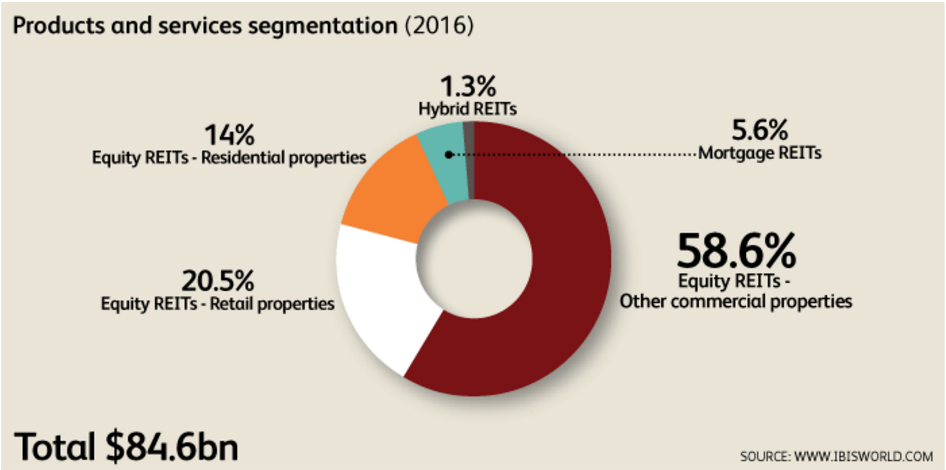 Products and services segmentation (2016)
1.3%
Hybrid REITs
14%
Equity REITs - Residential properties
5.6%
Mortgage REITs
58.6%
Equity REITs -
Other commercial properties
20.5%
Equity REITs - Retail properties
Total $84.6bn
SOURCE: WWW.IBISWORLD.COM